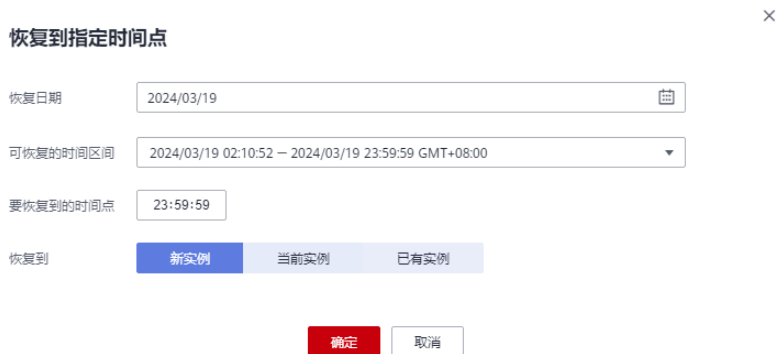 恢复到指定时间点
恢复日期 2024/03/19
可恢复的时间区间 2024/03/19 02:10:52 — 2024/03/19 23:59:59 GMT+08:00
要恢复到的时间点 23:59:59
恢复到 新实例 当前实例 已有实例
确定 取消